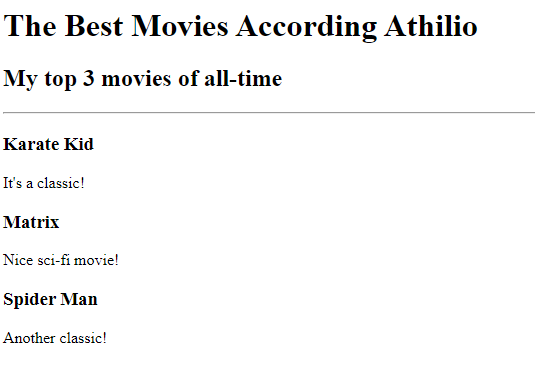 The Best Movies According Athilio
My top 3 movies of all-time
Karate Kid
It's a classic!
Matrix
Nice sci-fi movie!
Spider Man
Another classic!